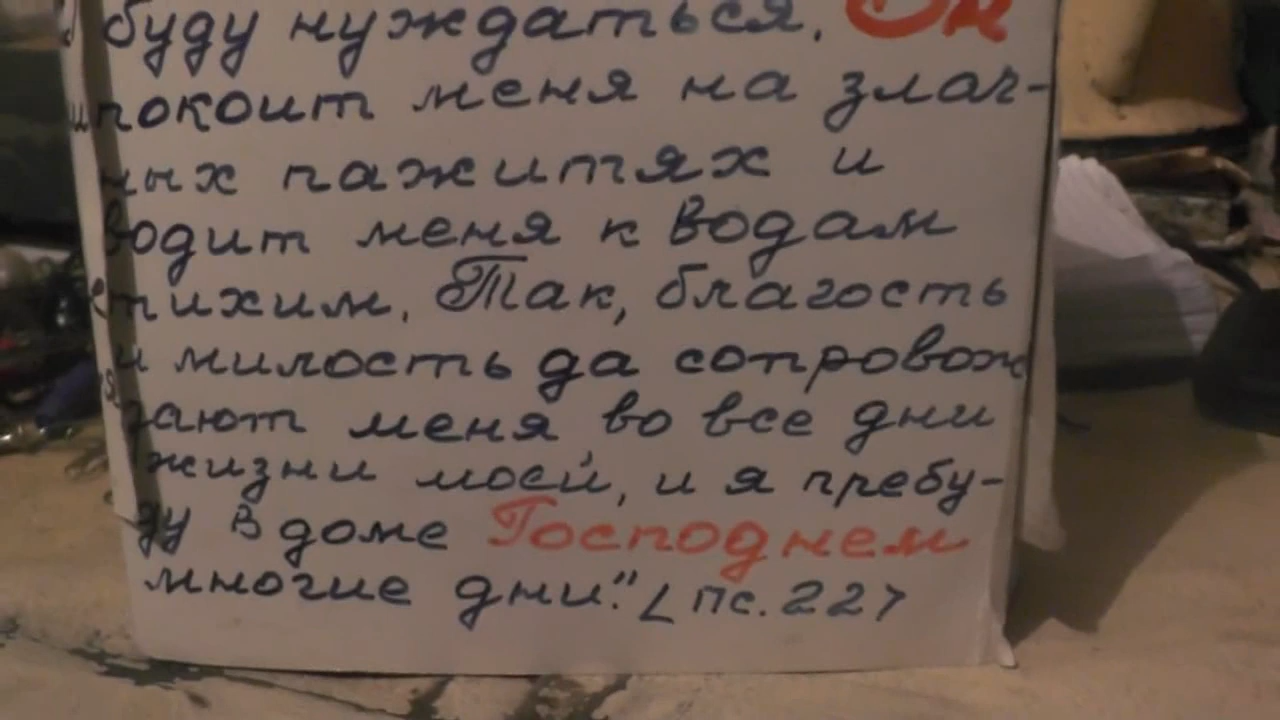 буду нуждаться. Он
покоит меня на злач-
ных пажитях и
водит меня к водам
тихим. Так, благость
и милость да сопровож
дают меня во все дни
жизни моей, и я пребу-
ду в доме Господнем
многие дни." < пс. 22 >